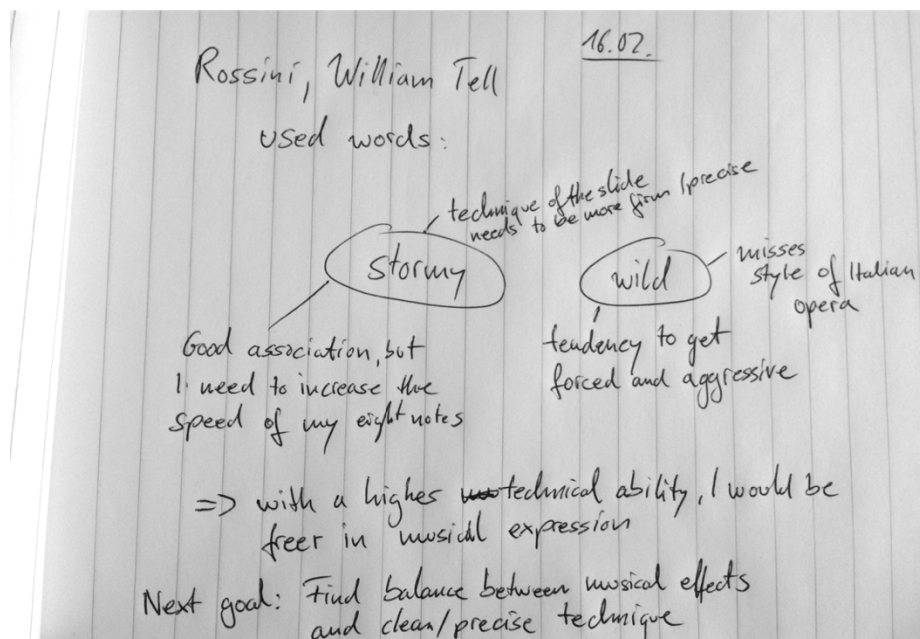 16.02.
Rossini, William Tell
used words:
technique of the slide
needs to be more firm/precise
stormy
wild
misses
style of Italian
opera
Good association, but
I need to increase the
speed of my eight notes
tendency to get
forced and aggressive
=> with a higher technical ability, I would be
freer in musical expression
Next goal: Find balance between musical effects
and clean/precise technique